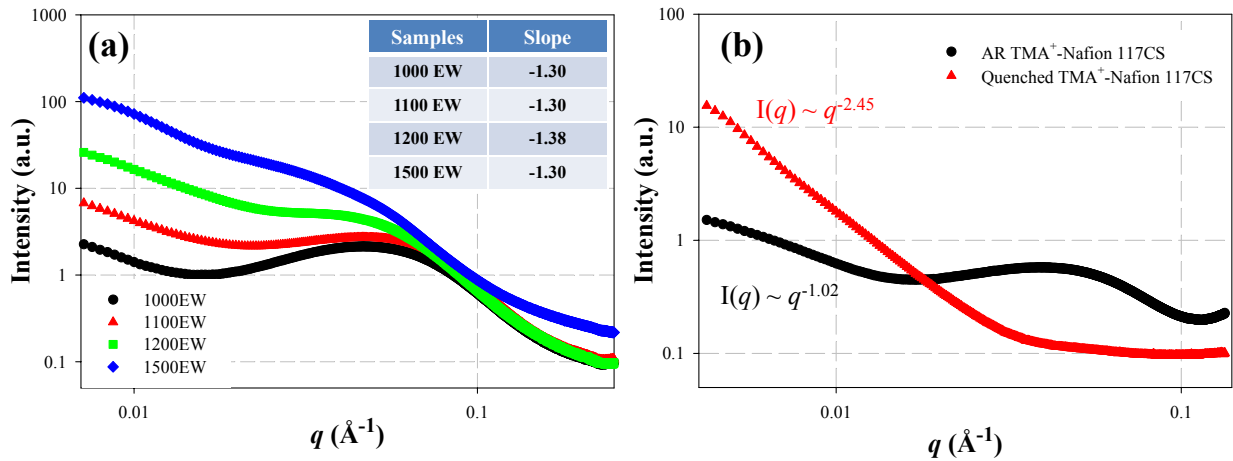 (a)
Samples Slope
1000 EW -1.30
1100 EW -1.30
1200 EW -1.38
1500 EW -1.30
1000
100
10
1
0.1
Intensity (a.u.)
1000EW
1100EW
1200EW
1500EW
0.01 0.1
q (Å-1)
(b)
AR TMA+-Nafion 117CS
Quenched TMA+-Nafion 117CS
I(q) ~ q-2.45
I(q) ~ q-1.02
100
10
1
0.1
Intensity (a.u.)
0.01 0.1
q (Å-1)